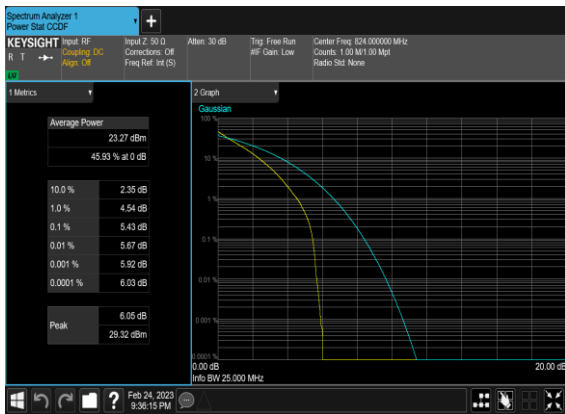 Spectrum Analyzer 1
Power Stat CCDF
KEYSIGHT
R T
Input: RF
Coupling: DC
Align: Off
Input Z: 50 Ω
Corrections: Off
Freq Ref: Int (S)
Atten: 30 dB
Trig: Free Run
#IF Gain: Low
Center Freq: 824.000000 MHz
Counts: 1.00 M/1.00 Mpt
Radio Std: None
1 Metrics
Average Power
23.27 dBm
45.93 % at 0 dB
10.0 % 2.35 dB
1.0 % 4.54 dB
0.1 % 5.43 dB
0.01 % 5.67 dB
0.001 % 5.92 dB
0.0001 % 6.03 dB
Peak 6.05 dB
29.32 dBm
2 Graph
Gaussian
100 %
10 %
1 %
0.1 %
0.01 %
0.001 %
0.0001 %
0.00 dB
20.00 dB
Info BW 25.000 MHz
?
Feb 24, 2023
9:36:15 PM